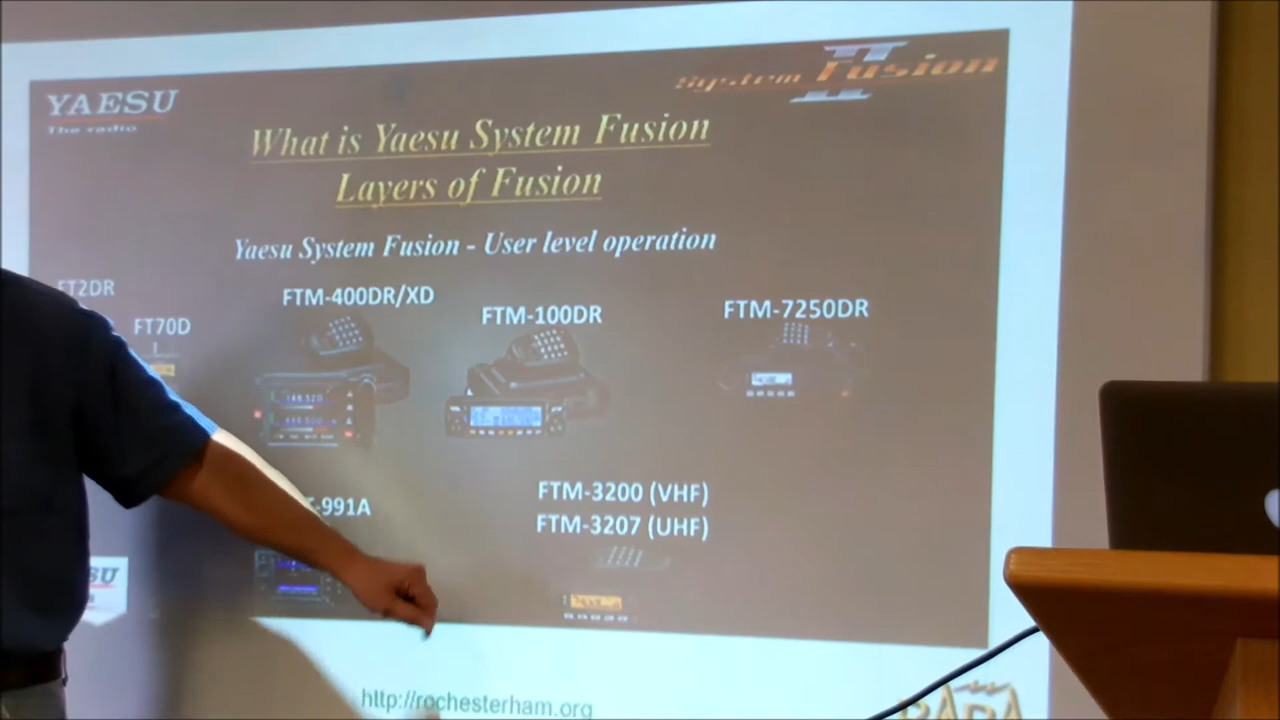 YAESU
The radio
System Fusion II
What is Yaesu System Fusion
Layers of Fusion
Yaesu System Fusion - User level operation
FT2DR
FTM-400DR/XD
FTM-100DR
FTM-7250DR
FT70D
-991A
FTM-3200 (VHF)
FTM-3207 (UHF)
SU
http://rochesterham.org